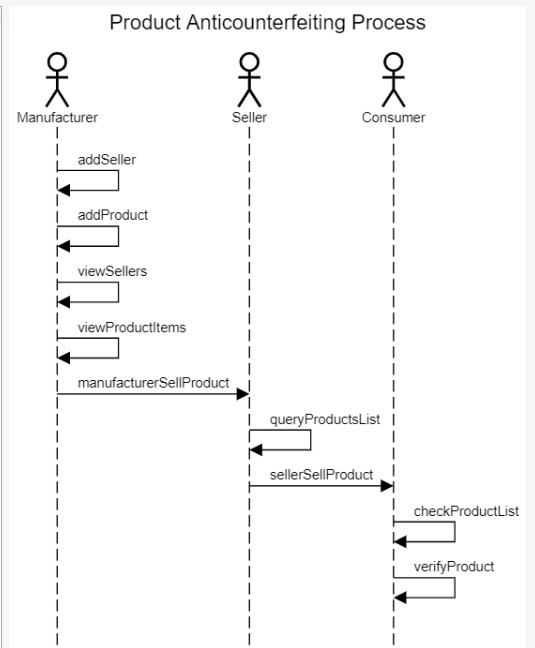 Product Anticounterfeiting Process
Manufacturer
Seller
Consumer
addSeller
addProduct
viewSellers
viewProductItems
manufacturerSellProduct
queryProductsList
sellerSellProduct
checkProductList
verifyProduct